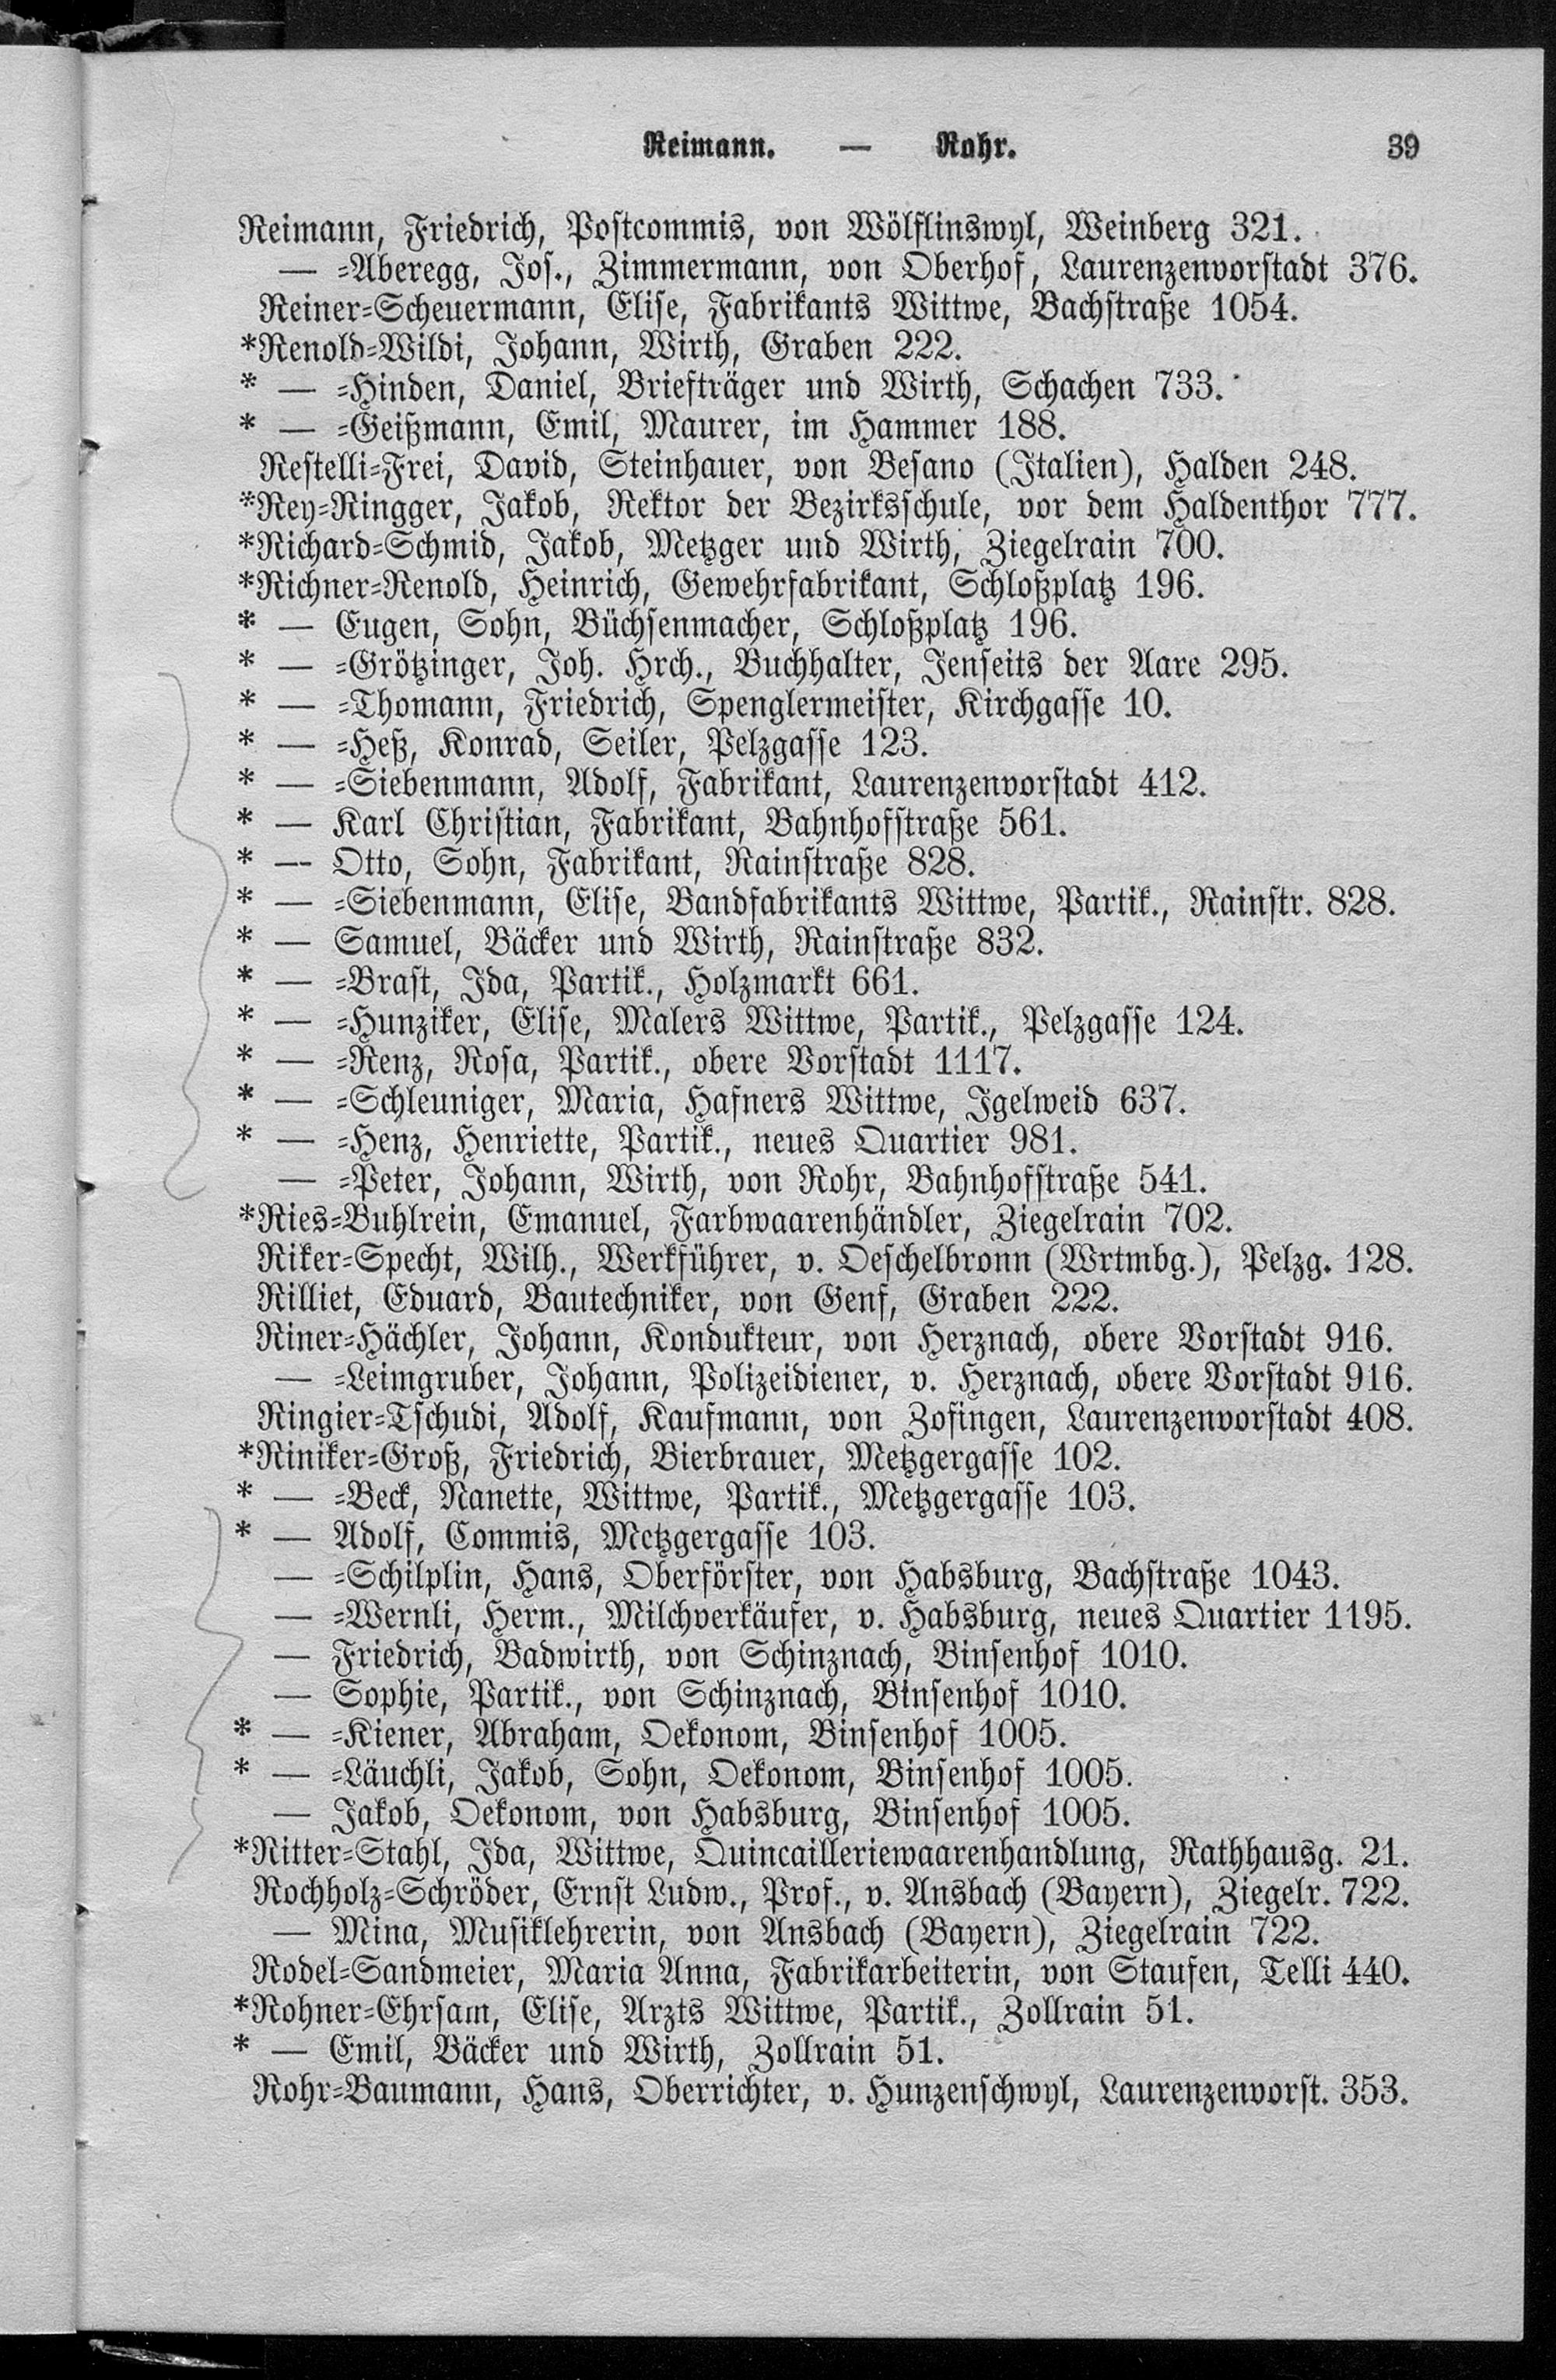 Reimann. — Rohr. 39
Reimann, Friedrich, Postcommis, von Wölflinswyl, Weinberg 321.
— =Aberegg, Jos., Zimmermann, von Oberhof, Laurenzenvorstadt 376.
Reiner=Scheuermann, Elise, Fabrikants Wittwe, Bachstraße 1054.
*Renold=Wildi, Johann, Wirth, Graben 222.
* — =Hinden, Daniel, Briefträger und Wirth, Schachen 733.
* — =Geißmann, Emil, Maurer, im Hammer 188.
Restelli=Frei, David, Steinhauer, von Besano (Italien), Halden 248.
*Rey=Ringger, Jakob, Rektor der Bezirksschule, vor dem Haldenthor 777.
*Richard=Schmid, Jakob, Metzger und Wirth, Ziegelrain 700.
*Richner=Renold, Heinrich, Gewehrfabrikant, Schloßplatz 196.
* — Eugen, Sohn, Büchsenmacher, Schloßplatz 196.
* — =Grötzinger, Joh. Hrch., Buchhalter, Jenseits der Aare 295.
* — =Thomann, Friedrich, Spenglermeister, Kirchgasse 10.
* — =Heß, Konrad, Seiler, Pelzgasse 123.
* — =Siebenmann, Adolf, Fabrikant, Laurenzenvorstadt 412.
* — Karl Christian, Fabrikant, Bahnhofstraße 561.
* — Otto, Sohn, Fabrikant, Rainstraße 828.
* — =Siebenmann, Elise, Bandfabrikants Wittwe, Partik., Rainstr. 828.
* — Samuel, Bäcker und Wirth, Rainstraße 832.
* — =Brast, Ida, Partik., Holzmarkt 661.
* — =Hunziker, Elise, Malers Wittwe, Partik., Pelzgasse 124.
* — =Renz, Rosa, Partik., obere Vorstadt 1117.
* — =Schleuniger, Maria, Hafners Wittwe, Igelweid 637.
* — =Henz, Henriette, Partik., neues Quartier 981.
— =Peter, Johann, Wirth, von Rohr, Bahnhofstraße 541.
*Ries=Buhlrein, Emanuel, Farbwaarenhändler, Ziegelrain 702.
Riker=Specht, Wilh., Werkführer, v. Oeschelbronn (Wrtmbg.), Pelzg. 128.
Rilliet, Eduard, Bautechniker, von Genf, Graben 222.
Riner=Hächler, Johann, Kondukteur, von Herznach, obere Vorstadt 916.
— =Leimgruber, Johann, Polizeidiener, v. Herznach, obere Vorstadt 916.
Ringier=Tschudi, Adolf, Kaufmann, von Zofingen, Laurenzenvorstadt 408.
*Riniker=Groß, Friedrich, Bierbrauer, Metzgergasse 102.
* — =Beck, Nanette, Wittwe, Partik., Metzgergasse 103.
* — Adolf, Commis, Metzgergasse 103.
— =Schilplin, Hans, Oberförster, von Habsburg, Bachstraße 1043.
— =Wernli, Herm., Milchverkäufer, v. Habsburg, neues Quartier 1195.
— Friedrich, Badwirth, von Schinznach, Binsenhof 1010.
— Sophie, Partik., von Schinznach, Binsenhof 1010.
* — =Kiener, Abraham, Oekonom, Binsenhof 1005.
* — =Läuchli, Jakob, Sohn, Oekonom, Binsenhof 1005.
— Jakob, Oekonom, von Habsburg, Binsenhof 1005.
*Ritter=Stahl, Ida, Wittwe, Quincailleriewaarenhandlung, Rathhausg. 21.
Rochholz=Schröder, Ernst Ludw., Prof., v. Ansbach (Bayern), Ziegelr. 722.
— Mina, Musiklehrerin, von Ansbach (Bayern), Ziegelrain 722.
Rodel=Sandmeier, Maria Anna, Fabrikarbeiterin, von Staufen, Telli 440.
*Rohner=Ehrsam, Elise, Arzts Wittwe, Partik., Zollrain 51.
* — Emil, Bäcker und Wirth, Zollrain 51.
Rohr=Baumann, Hans, Oberrichter, v. Hunzenschwyl, Laurenzenvorst. 353.